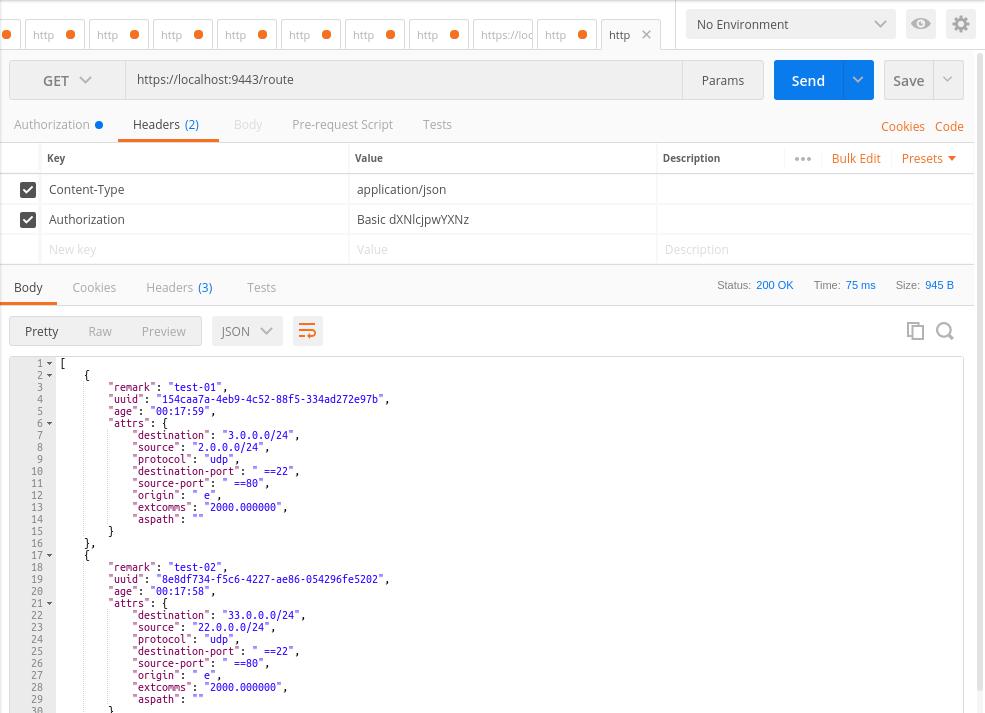 http http http http http http http https://loc http http No Environment
GET https://localhost:9443/route Params Send Save
Authorization Headers (2) Body Pre-request Script Tests Cookies Code
Key Value Description Bulk Edit Presets
Content-Type application/json
Authorization Basic dXNlcjpwYXNz
New key Value Description
Body Cookies Headers (3) Tests Status: 200 OK Time: 75 ms Size: 945 B
Pretty Raw Preview JSON
1 [
2 {
3 "remark": "test-01",
4 "uuid": "154caa7a-4eb9-4c52-88f5-334ad272e97b",
5 "age": "00:17:59",
6 "attrs": {
7 "destination": "3.0.0.0/24",
8 "source": "2.0.0.0/24",
9 "protocol": "udp",
10 "destination-port": " ==22",
11 "source-port": " ==80",
12 "origin": " e",
13 "extcomms": "2000.000000",
14 "aspath": ""
15 }
16 },
17 {
18 "remark": "test-02",
19 "uuid": "8e8df734-f5c6-4227-ae86-054296fe5202",
20 "age": "00:17:58",
21 "attrs": {
22 "destination": "33.0.0.0/24",
23 "source": "22.0.0.0/24",
24 "protocol": "udp",
25 "destination-port": " ==22",
26 "source-port": " ==80",
27 "origin": " e",
28 "extcomms": "2000.000000",
29 "aspath": ""
30 }